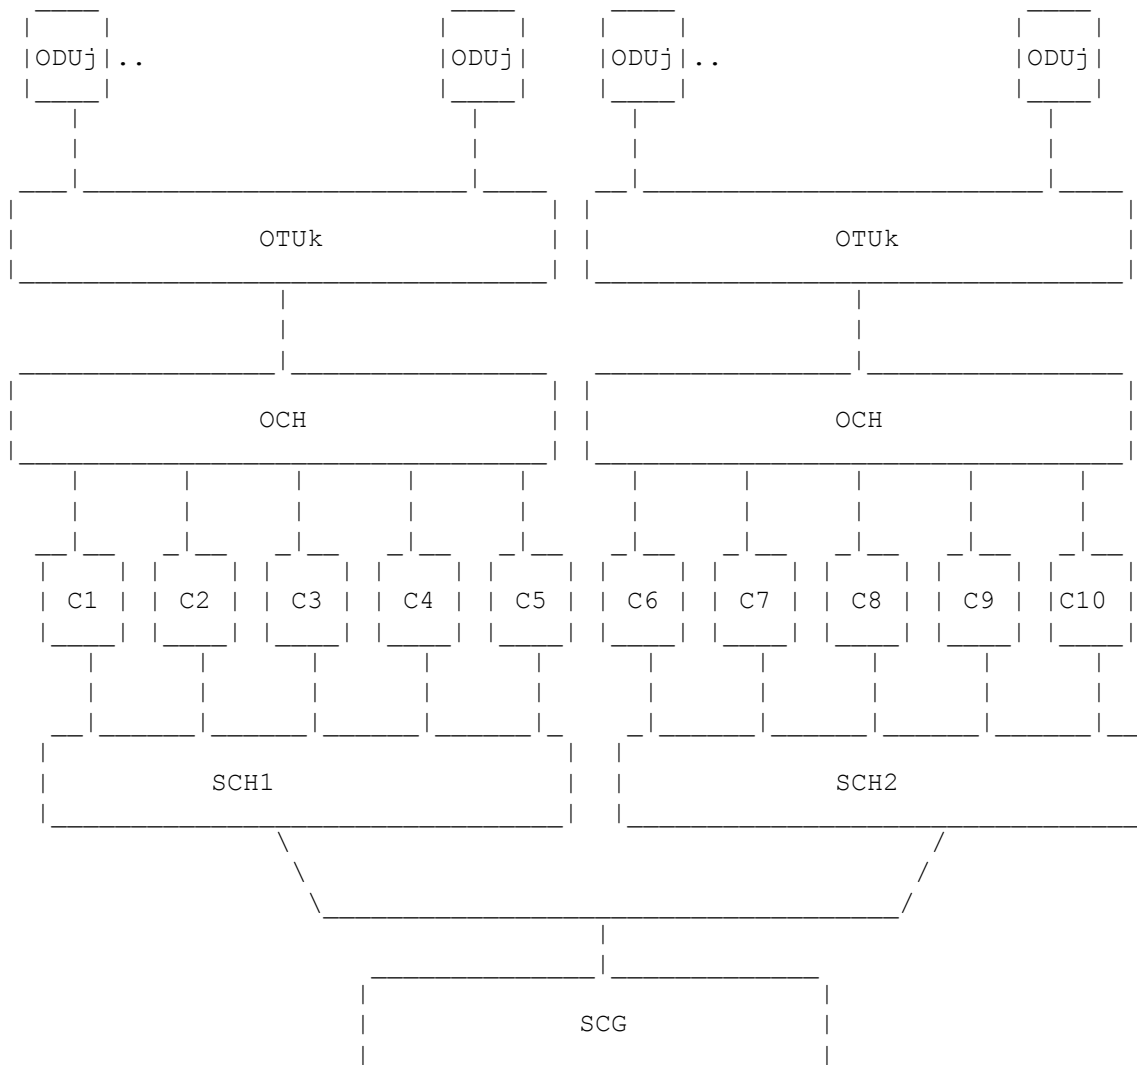 ODUj .. ODUj ODUj .. ODUj
OTUk OTUk
OCH OCH
C1 C2 C3 C4 C5 C6 C7 C8 C9 C10
SCH1 SCH2
SCG